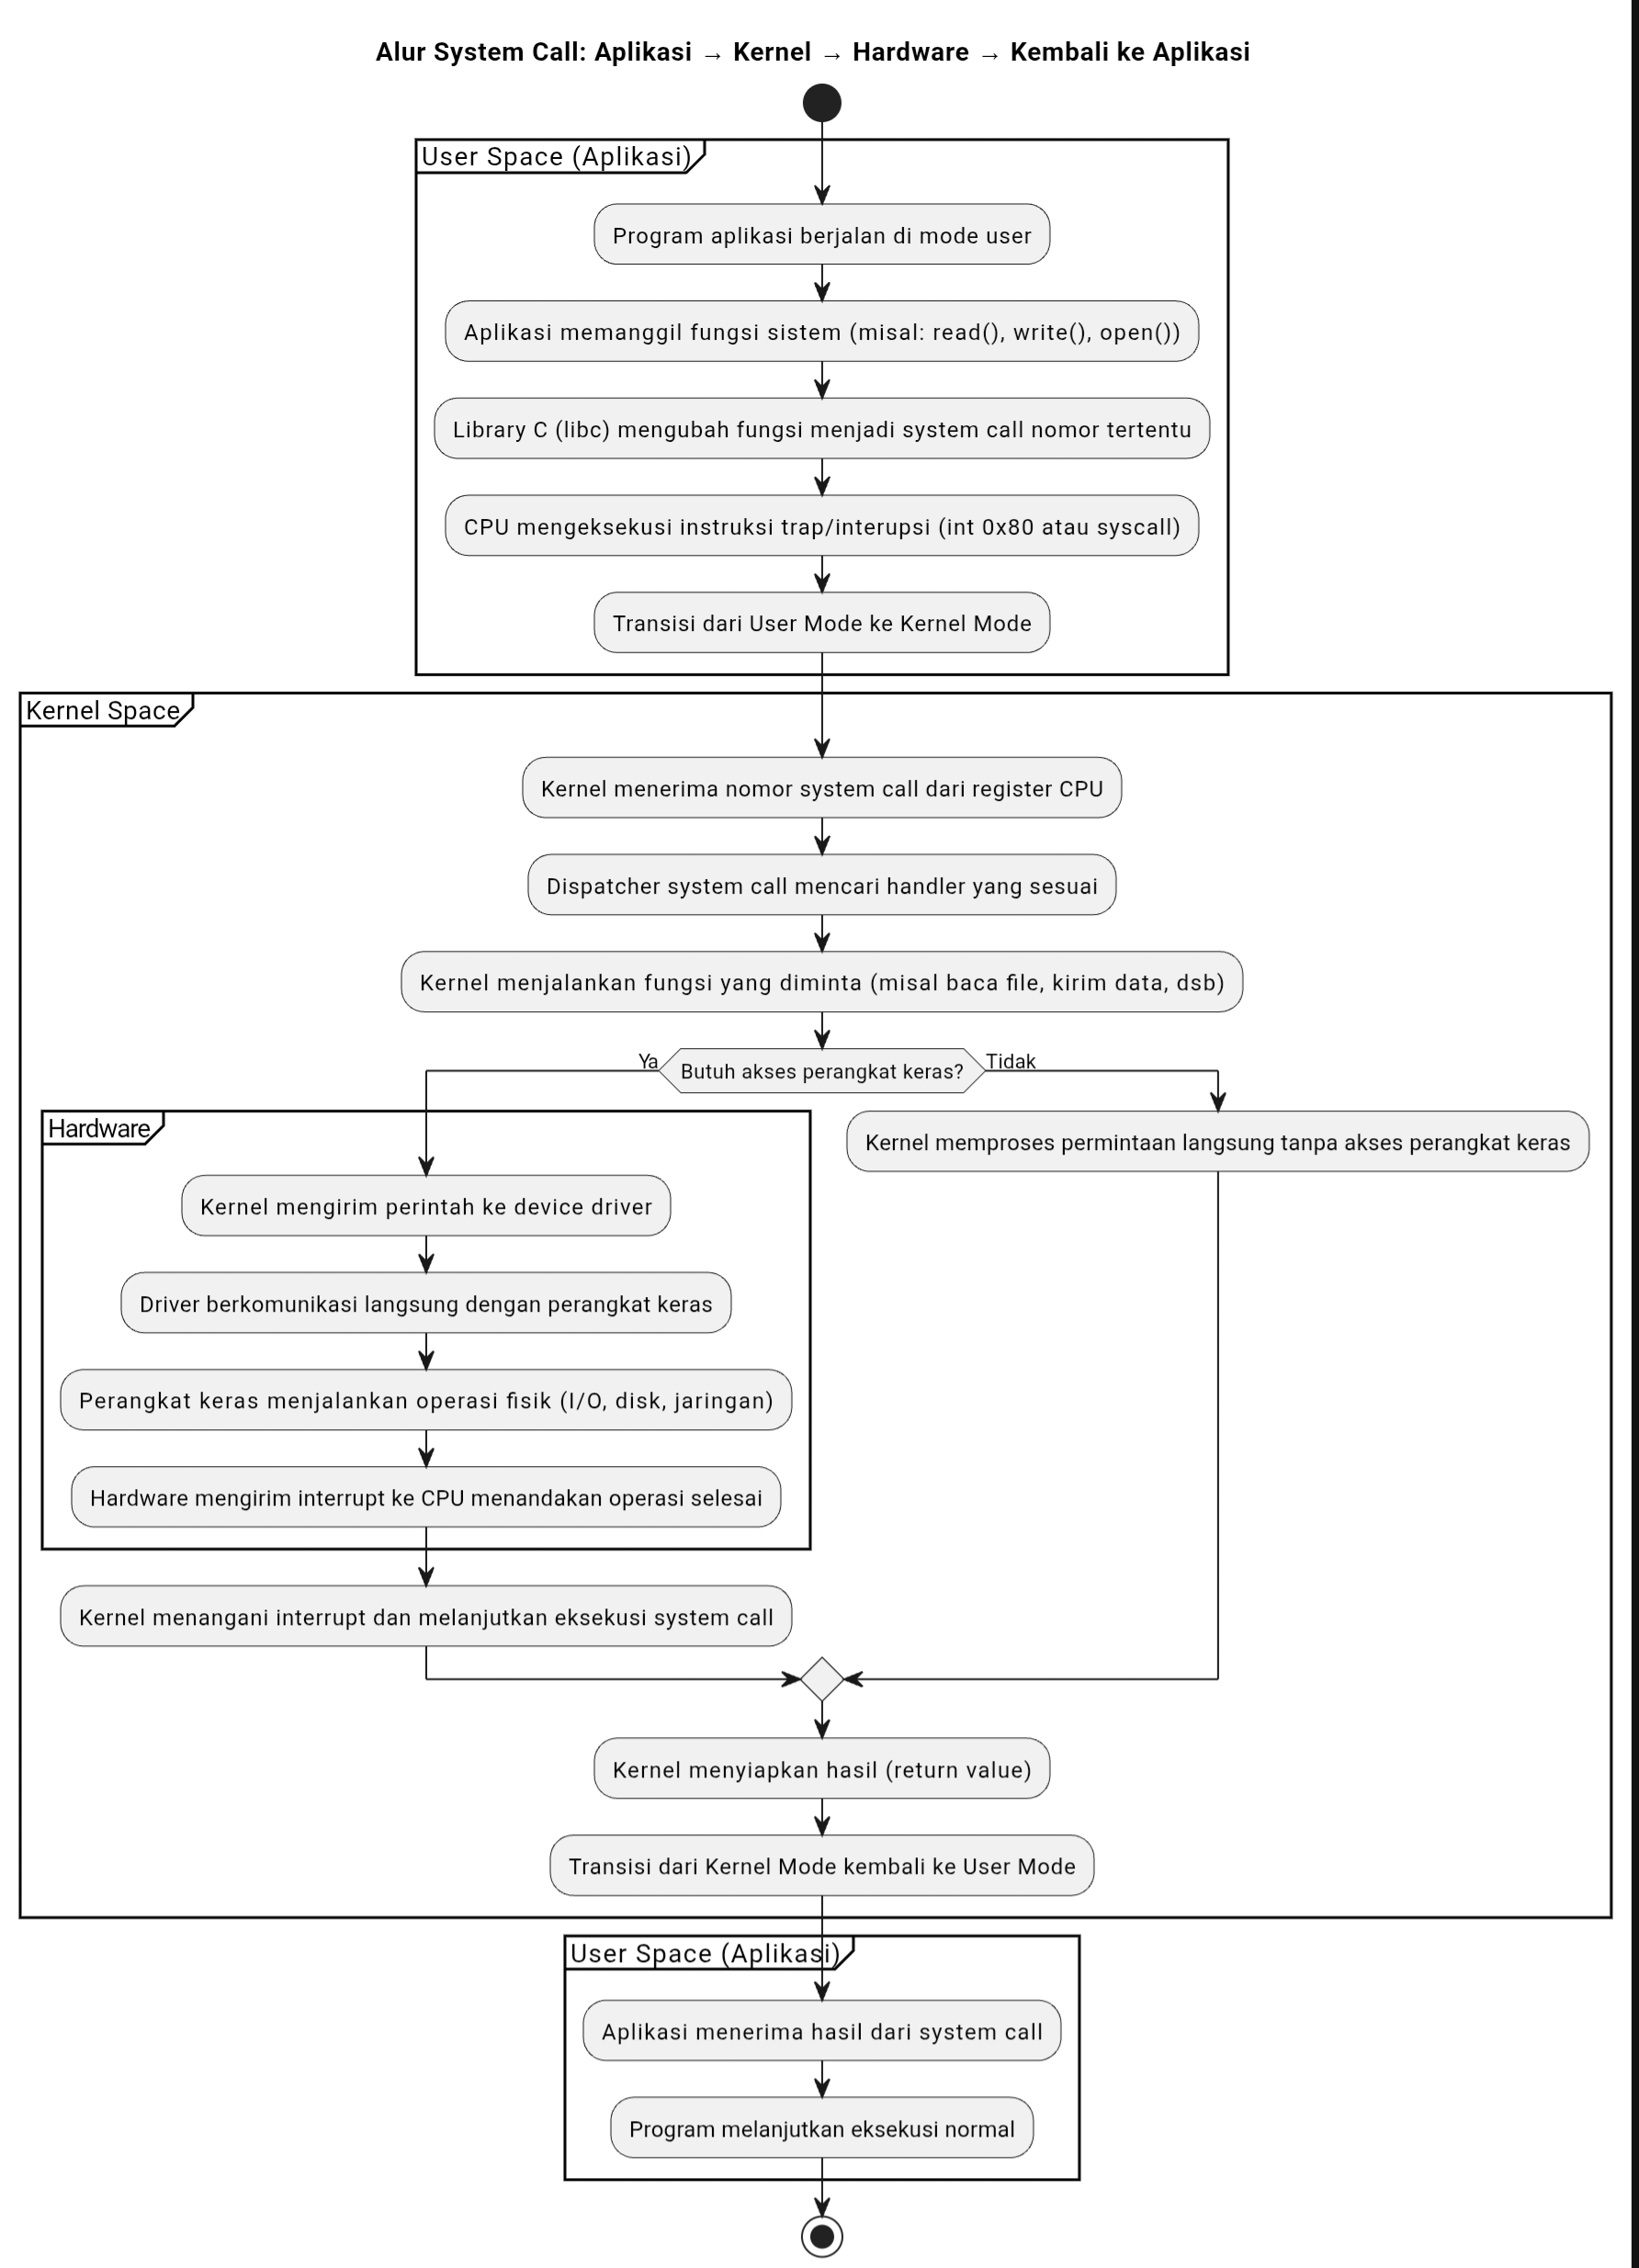 Alur System Call: Aplikasi → Kernel → Hardware → Kembali ke Aplikasi
User Space (Aplikasi)
Program aplikasi berjalan di mode user
Aplikasi memanggil fungsi sistem (misal: read(), write(), open())
Library C (libc) mengubah fungsi menjadi system call nomor tertentu
CPU mengeksekusi instruksi trap/interupsi (int 0x80 atau syscall)
Transisi dari User Mode ke Kernel Mode
Kernel Space
Kernel menerima nomor system call dari register CPU
Dispatcher system call mencari handler yang sesuai
Kernel menjalankan fungsi yang diminta (misal baca file, kirim data, dsb)
Butuh akses perangkat keras?
Ya
Tidak
Hardware
Kernel mengirim perintah ke device driver
Driver berkomunikasi langsung dengan perangkat keras
Perangkat keras menjalankan operasi fisik (I/O, disk, jaringan)
Hardware mengirim interrupt ke CPU menandakan operasi selesai
Kernel menangani interrupt dan melanjutkan eksekusi system call
Kernel memproses permintaan langsung tanpa akses perangkat keras
Kernel menyiapkan hasil (return value)
Transisi dari Kernel Mode kembali ke User Mode
User Space (Aplikasi)
Aplikasi menerima hasil dari system call
Program melanjutkan eksekusi normal